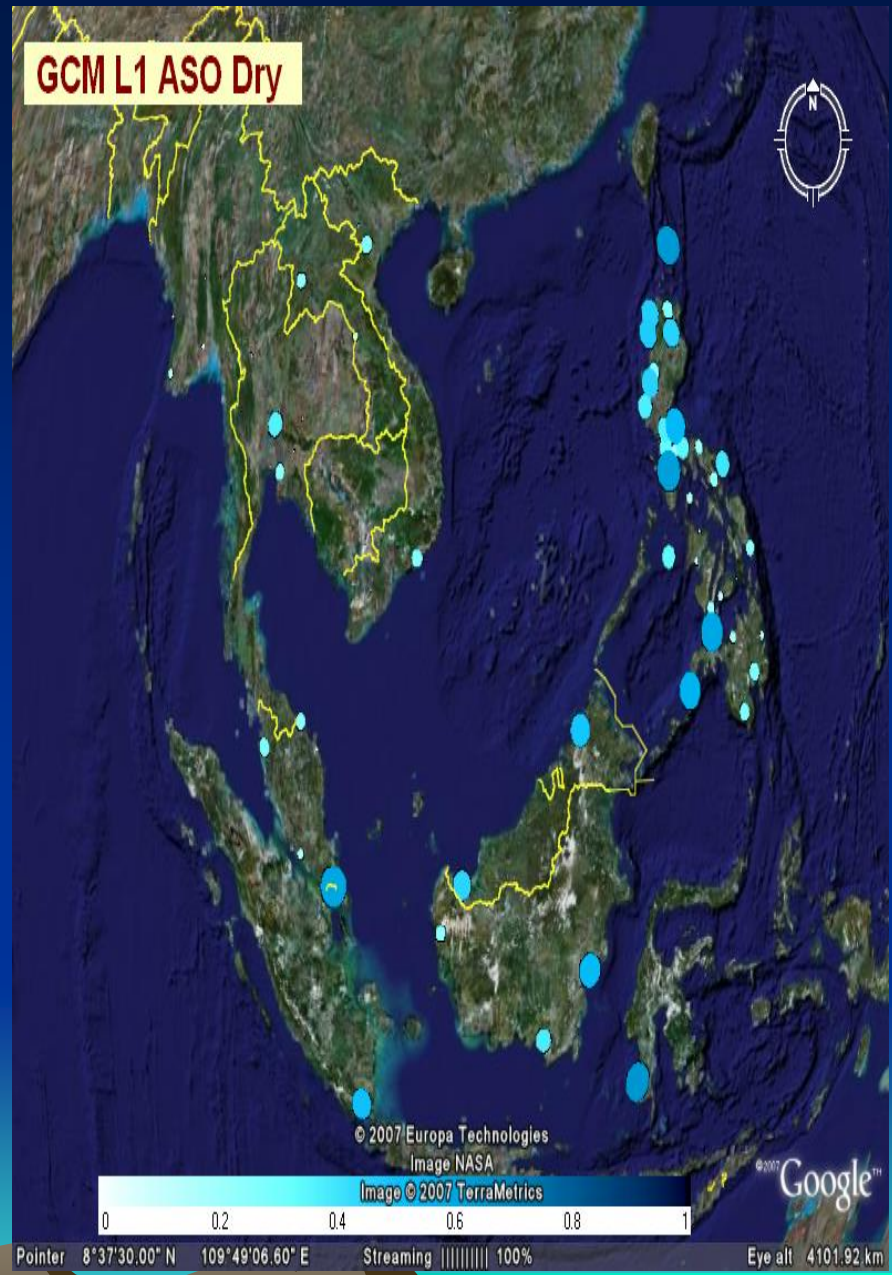 GCM L1 ASO Dry
N
© 2007 Europa Technologies
Image NASA
Image © 2007 TerraMetrics
©2007 Google™
0 0.2 0.4 0.6 0.8 1
Pointer 8°37'30.00" N 109°49'06.60" E Streaming |||||||||| 100% Eye alt 4101.92 km